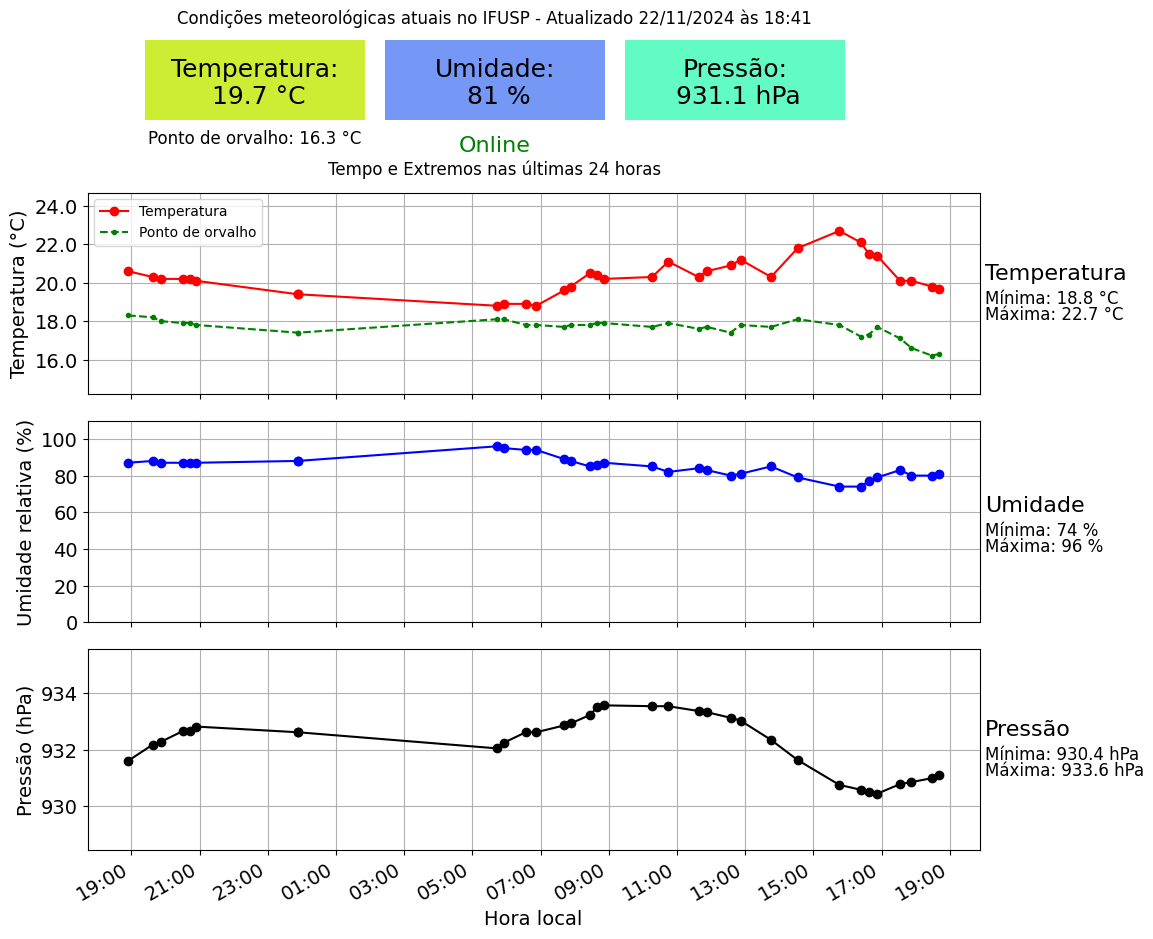 Condições meteorológicas atuais no IFUSP - Atualizado 22/11/2024 às 18:41
Temperatura:
19.7 °C
Umidade:
81 %
Pressão:
931.1 hPa
Ponto de orvalho: 16.3 °C
Online
Tempo e Extremos nas últimas 24 horas
Temperatura (°C)
24.0
22.0
20.0
18.0
16.0
Temperatura
Ponto de orvalho
Temperatura
Mínima: 18.8 °C
Máxima: 22.7 °C
Umidade relativa (%)
100
80
60
40
20
0
Umidade
Mínima: 74 %
Máxima: 96 %
Pressão (hPa)
934
932
930
Pressão
Mínima: 930.4 hPa
Máxima: 933.6 hPa
19:00 21:00 23:00 01:00 03:00 05:00 07:00 09:00 11:00 13:00 15:00 17:00 19:00
Hora local